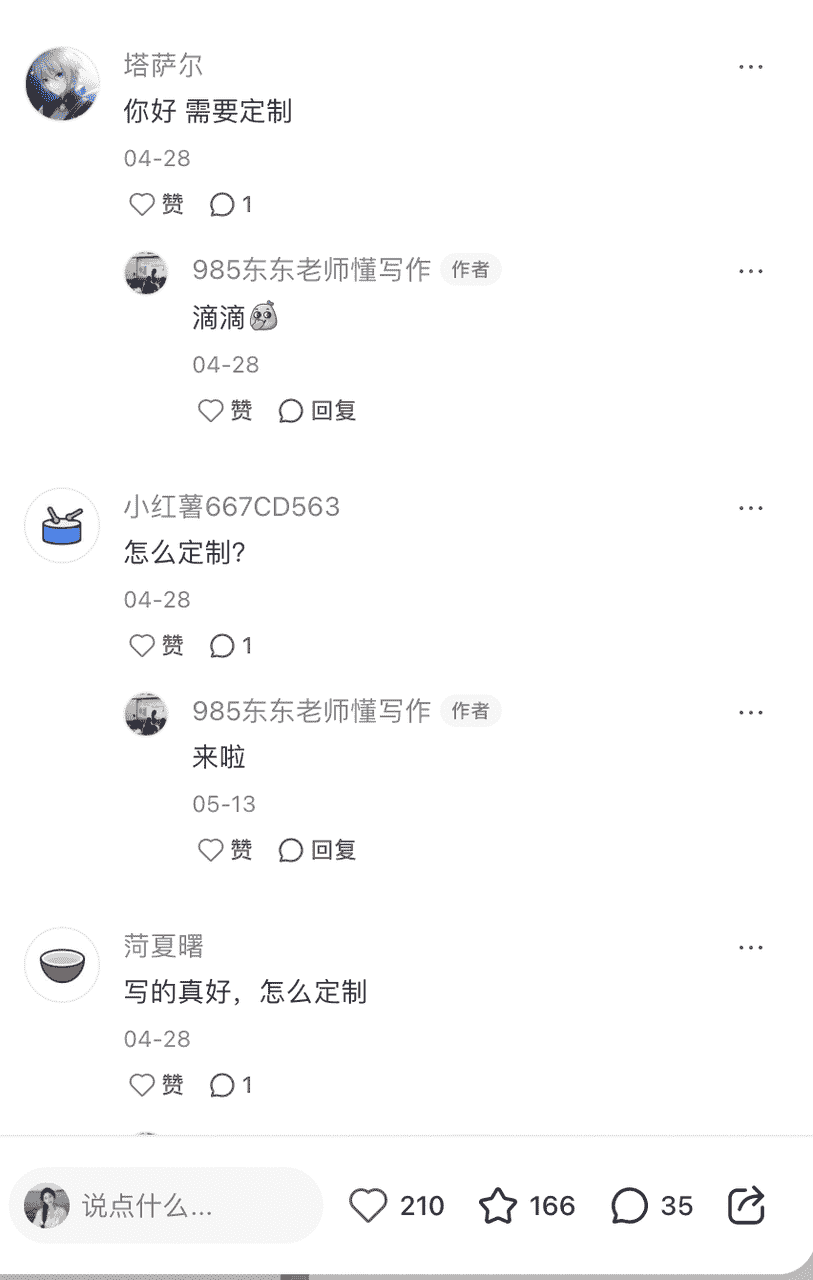 塔萨尔
你好 需要定制
04-28
赞 1
985东东老师懂写作 作者
滴滴
04-28
赞 回复
小红薯667CD563
怎么定制?
04-28
赞 1
985东东老师懂写作 作者
来啦
05-13
赞 回复
菏夏曙
写的真好，怎么定制
04-28
赞 1
说点什么... 210 166 35